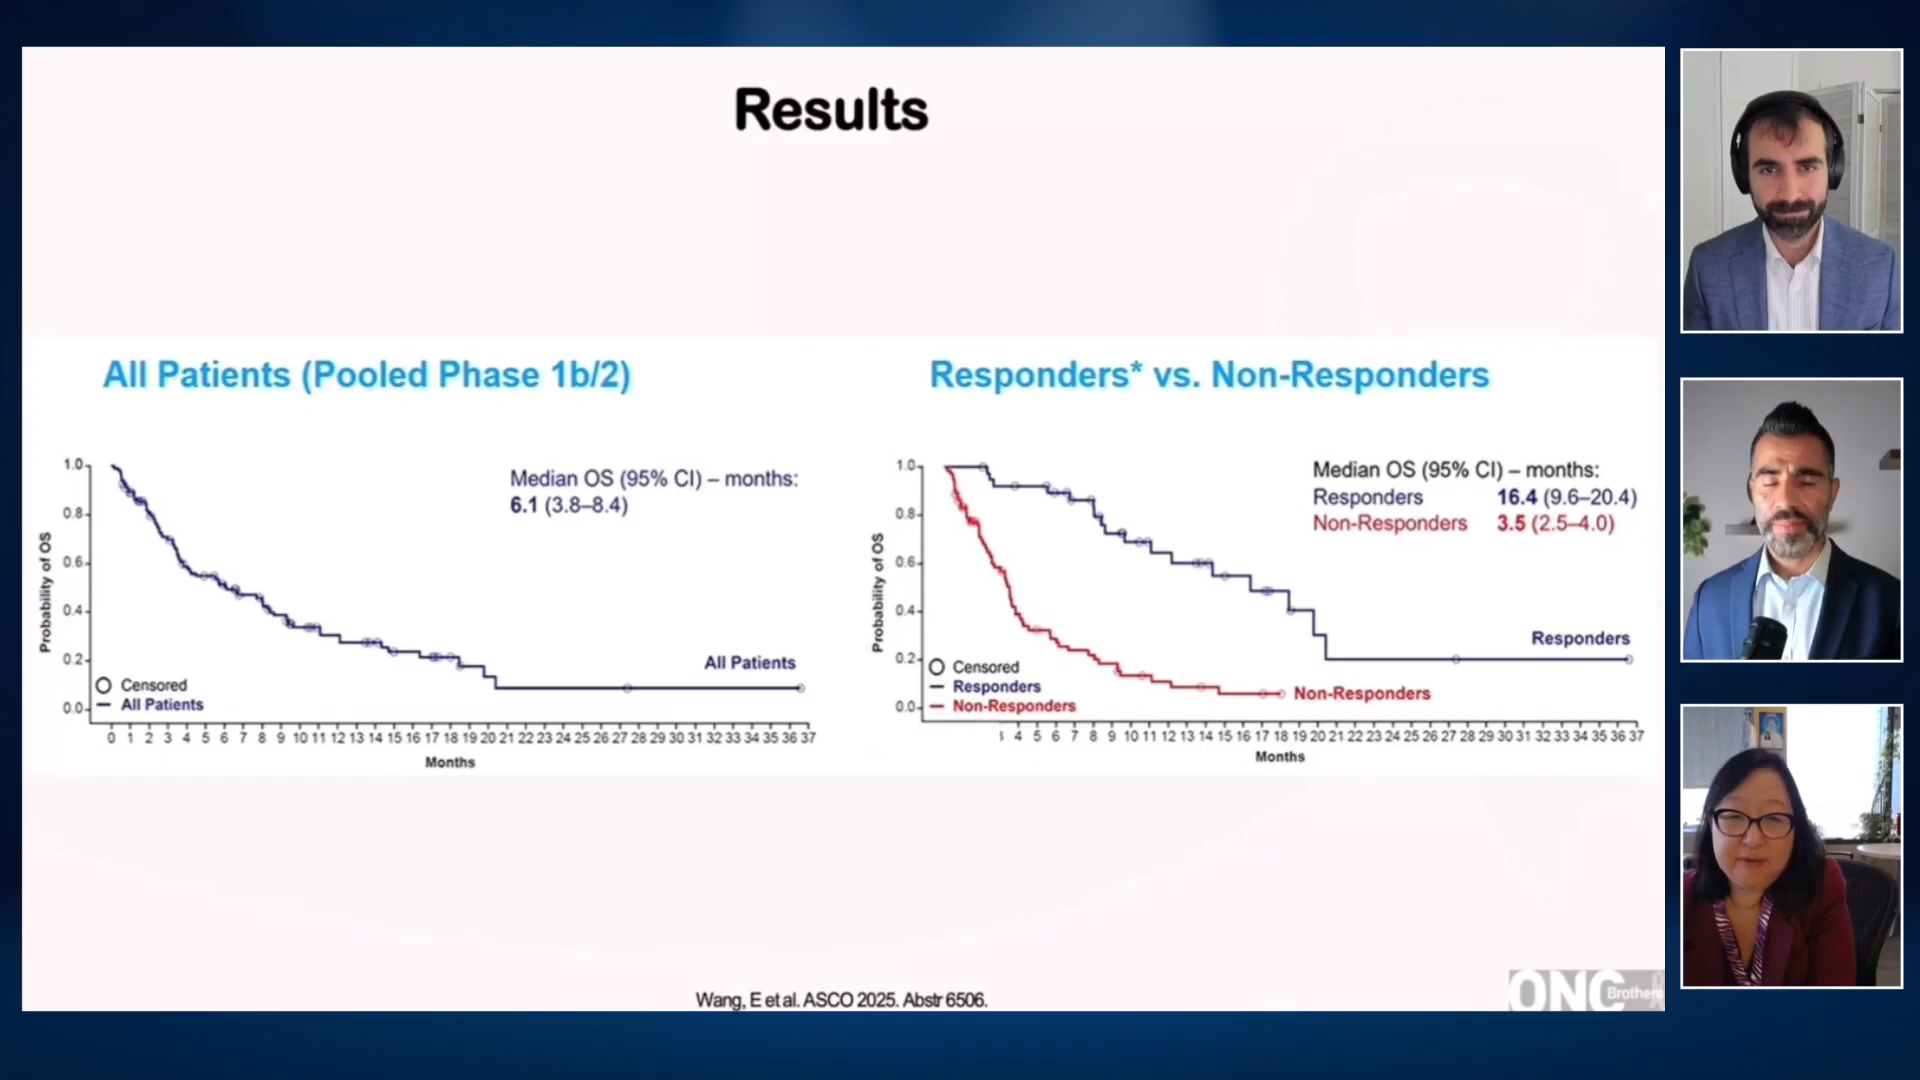 Results
All Patients (Pooled Phase 1b/2)
Median OS (95% CI) – months:
6.1 (3.8–8.4)
Probability of OS
1.0
0.8
0.6
0.4
0.2
0.0
All Patients
Censored
All Patients
0 1 2 3 4 5 6 7 8 9 10 11 12 13 14 15 16 17 18 19 20 21 22 23 24 25 26 27 28 29 30 31 32 33 34 35 36 37
Months
Responders* vs. Non-Responders
Median OS (95% CI) – months:
Responders 16.4 (9.6–20.4)
Non-Responders 3.5 (2.5–4.0)
Probability of OS
1.0
0.8
0.6
0.4
0.2
0.0
Responders
Censored
Responders
Non-Responders
Non-Responders
4 5 6 7 8 9 10 11 12 13 14 15 16 17 18 19 20 21 22 23 24 25 26 27 28 29 30 31 32 33 34 35 36 37
Months
Wang, E et al. ASCO 2025. Abstr 6506.
ONC
Brothers